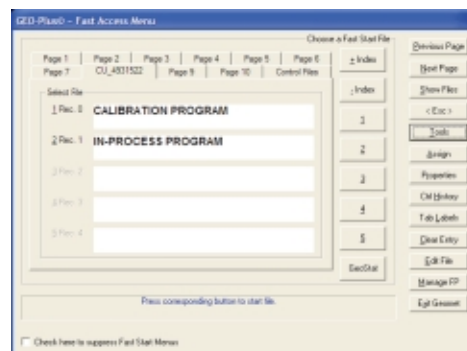 GEO-Plus© - Fast Access Menu
Choose a Fast Start File
Page 1 Page 2 Page 3 Page 4 Page 5 Page 6
Page 7 CU_4931522 Page 9 Page 10 Control Files
Select File
1 Rec. 0 CALIBRATION PROGRAM
2 Rec. 1 IN-PROCESS PROGRAM
3 Rec. 2
4 Rec. 3
5 Rec. 4
+ Index
- Index
1
2
3
4
5
GeoStat
Previous Page
Next Page
Show Files
<Esc>
Tools
Assign
Properties
Ctrl History
Tab Labels
Clear Entry
Edit File
Manage FP
Exit Geomet
Press corresponding button to start file.
Check here to suppress Fast Start Menus